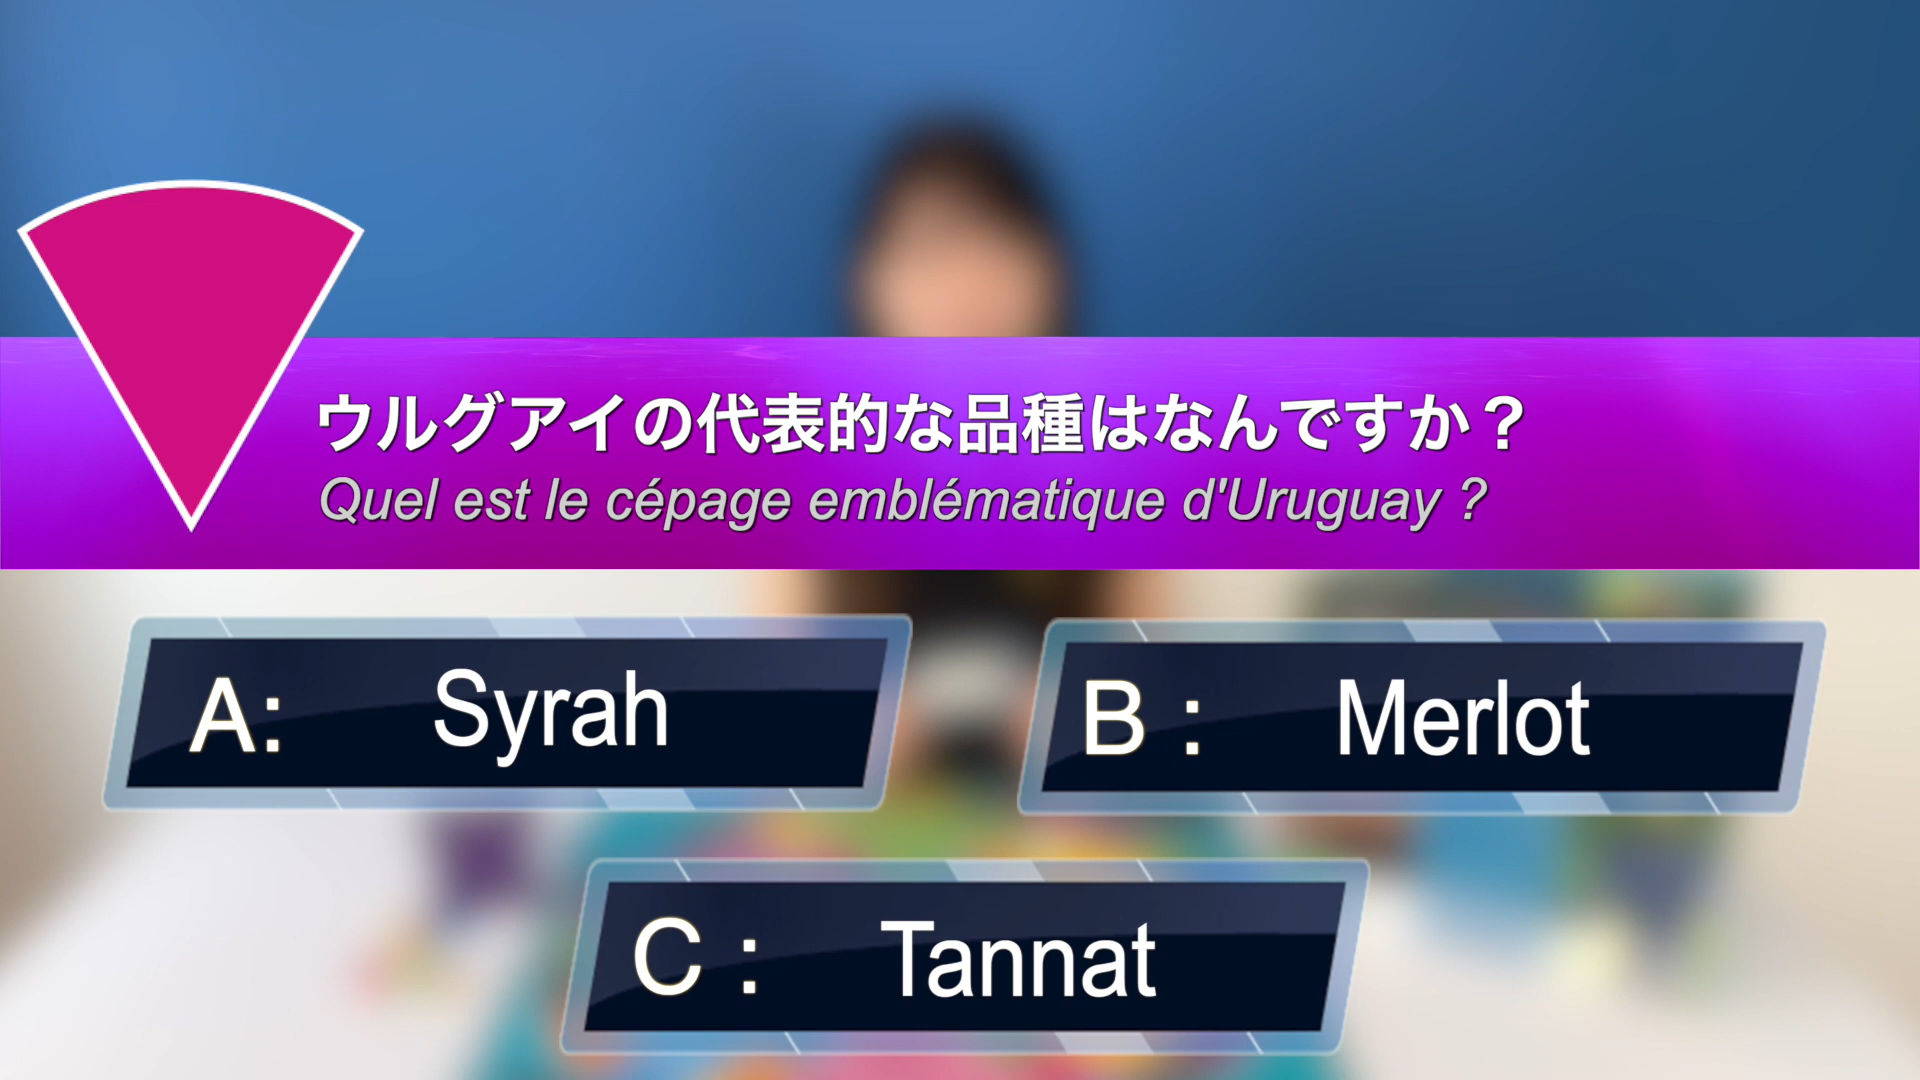 ウルグアイの代表的な品種はなんですか？
Quel est le cépage emblématique d'Uruguay ?
A: Syrah
B : Merlot
C : Tannat